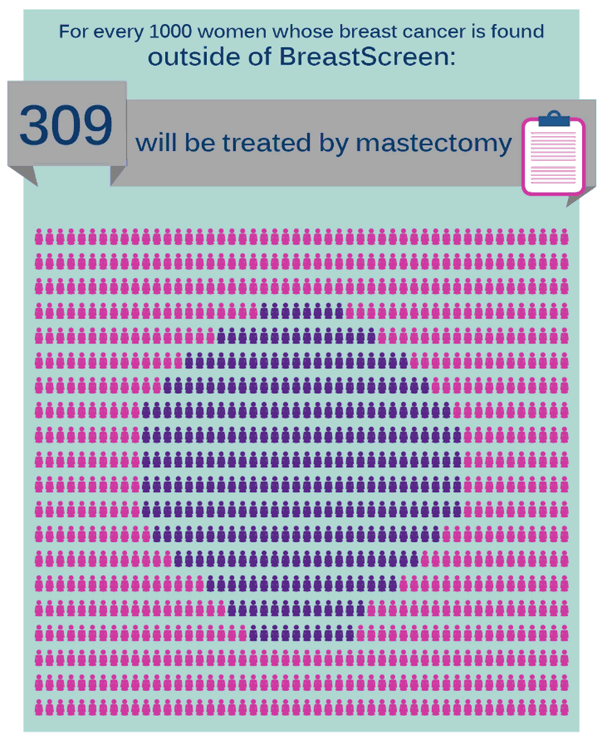 For every 1000 women whose breast cancer is found
outside of BreastScreen:
309 will be treated by mastectomy